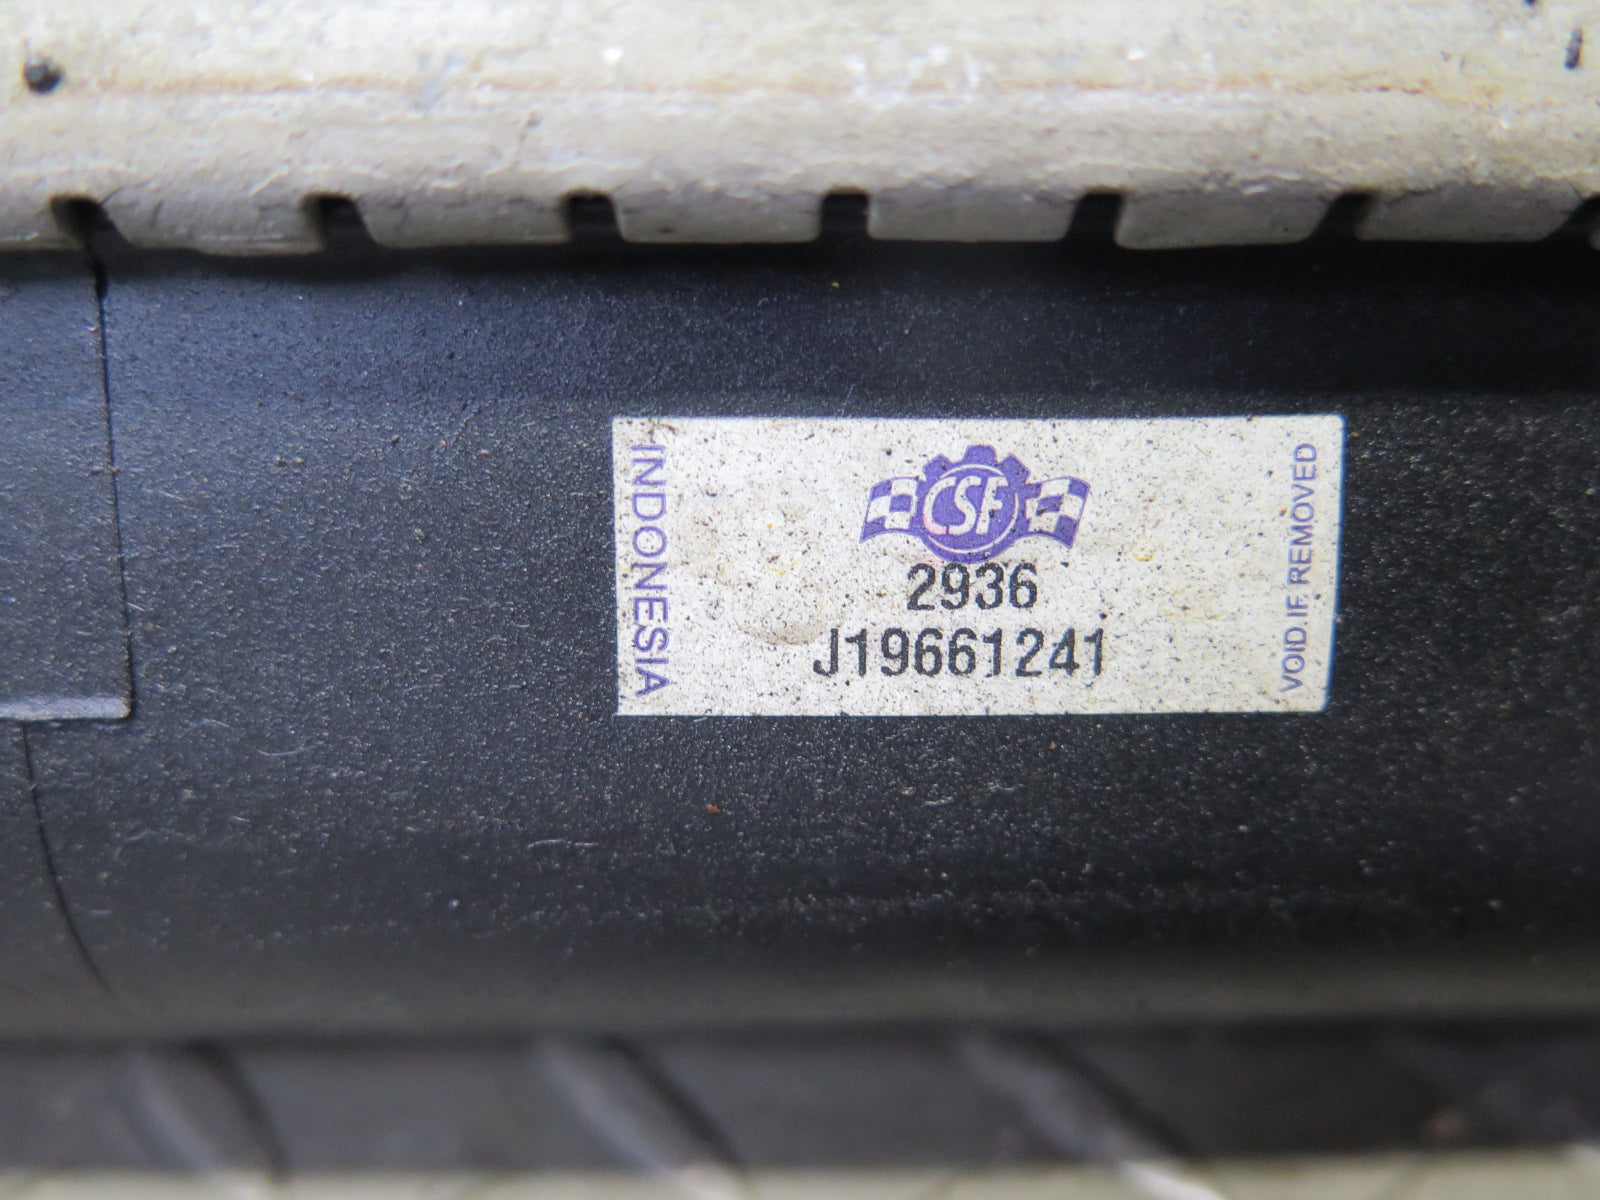 INDONESIA
CSF
2936
J19661241
VOID IF REMOVED